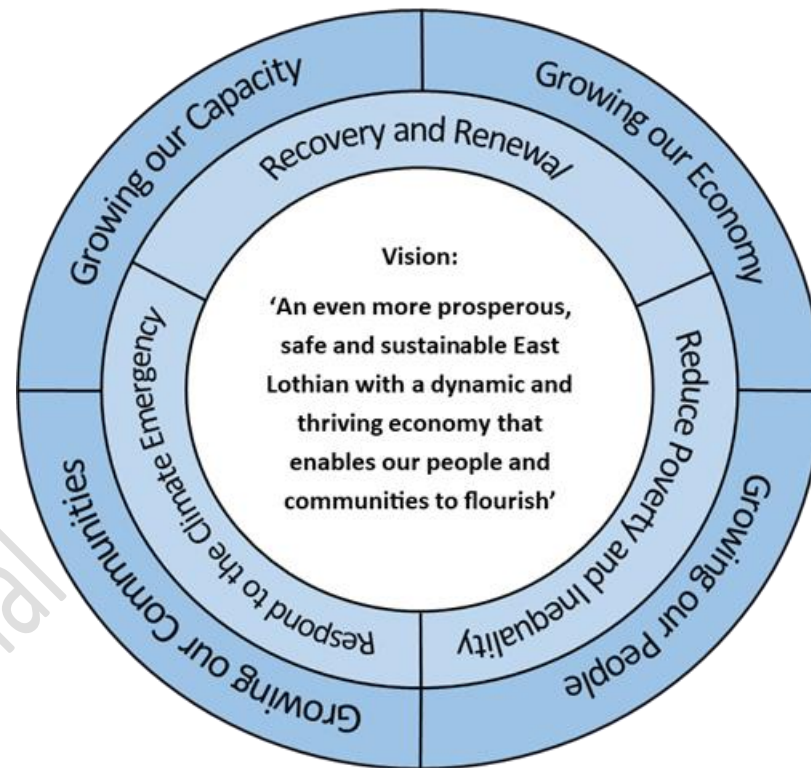 Growing our Capacity
Growing our Economy
Recovery and Renewal
Vision:
‘An even more prosperous,
safe and sustainable East
Lothian with a dynamic and
thriving economy that
enables our people and
communities to flourish’
Respond to the Climate Emergency
Reduce Poverty and Inequality
Growing our Communities
Growing our People